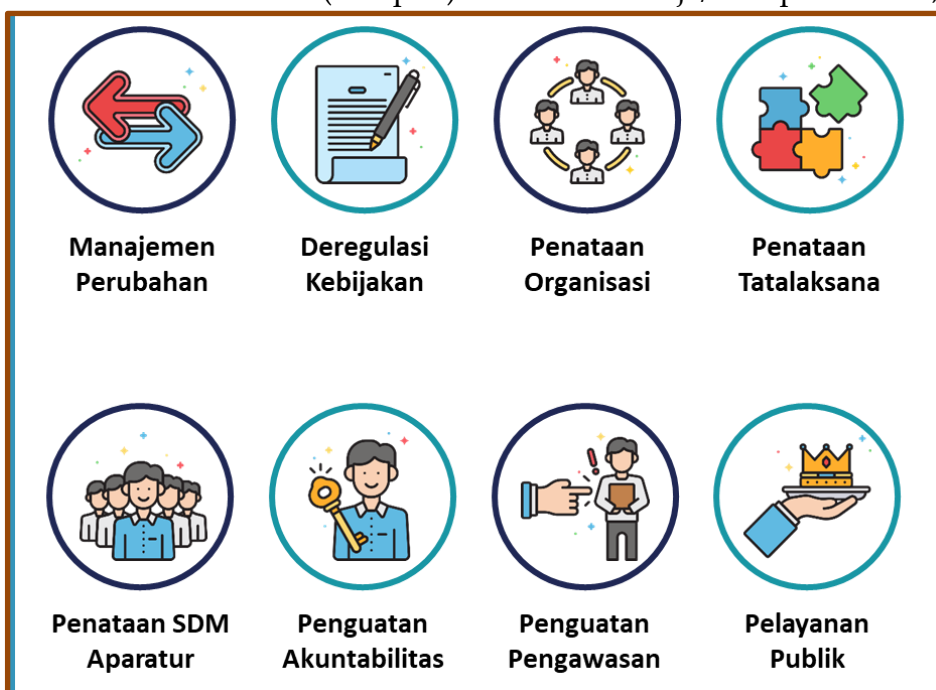 Manajemen
Perubahan
Deregulasi
Kebijakan
Penataan
Organisasi
Penataan
Tatalaksana
Penataan SDM
Aparatur
Penguatan
Akuntabilitas
Penguatan
Pengawasan
Pelayanan
Publik